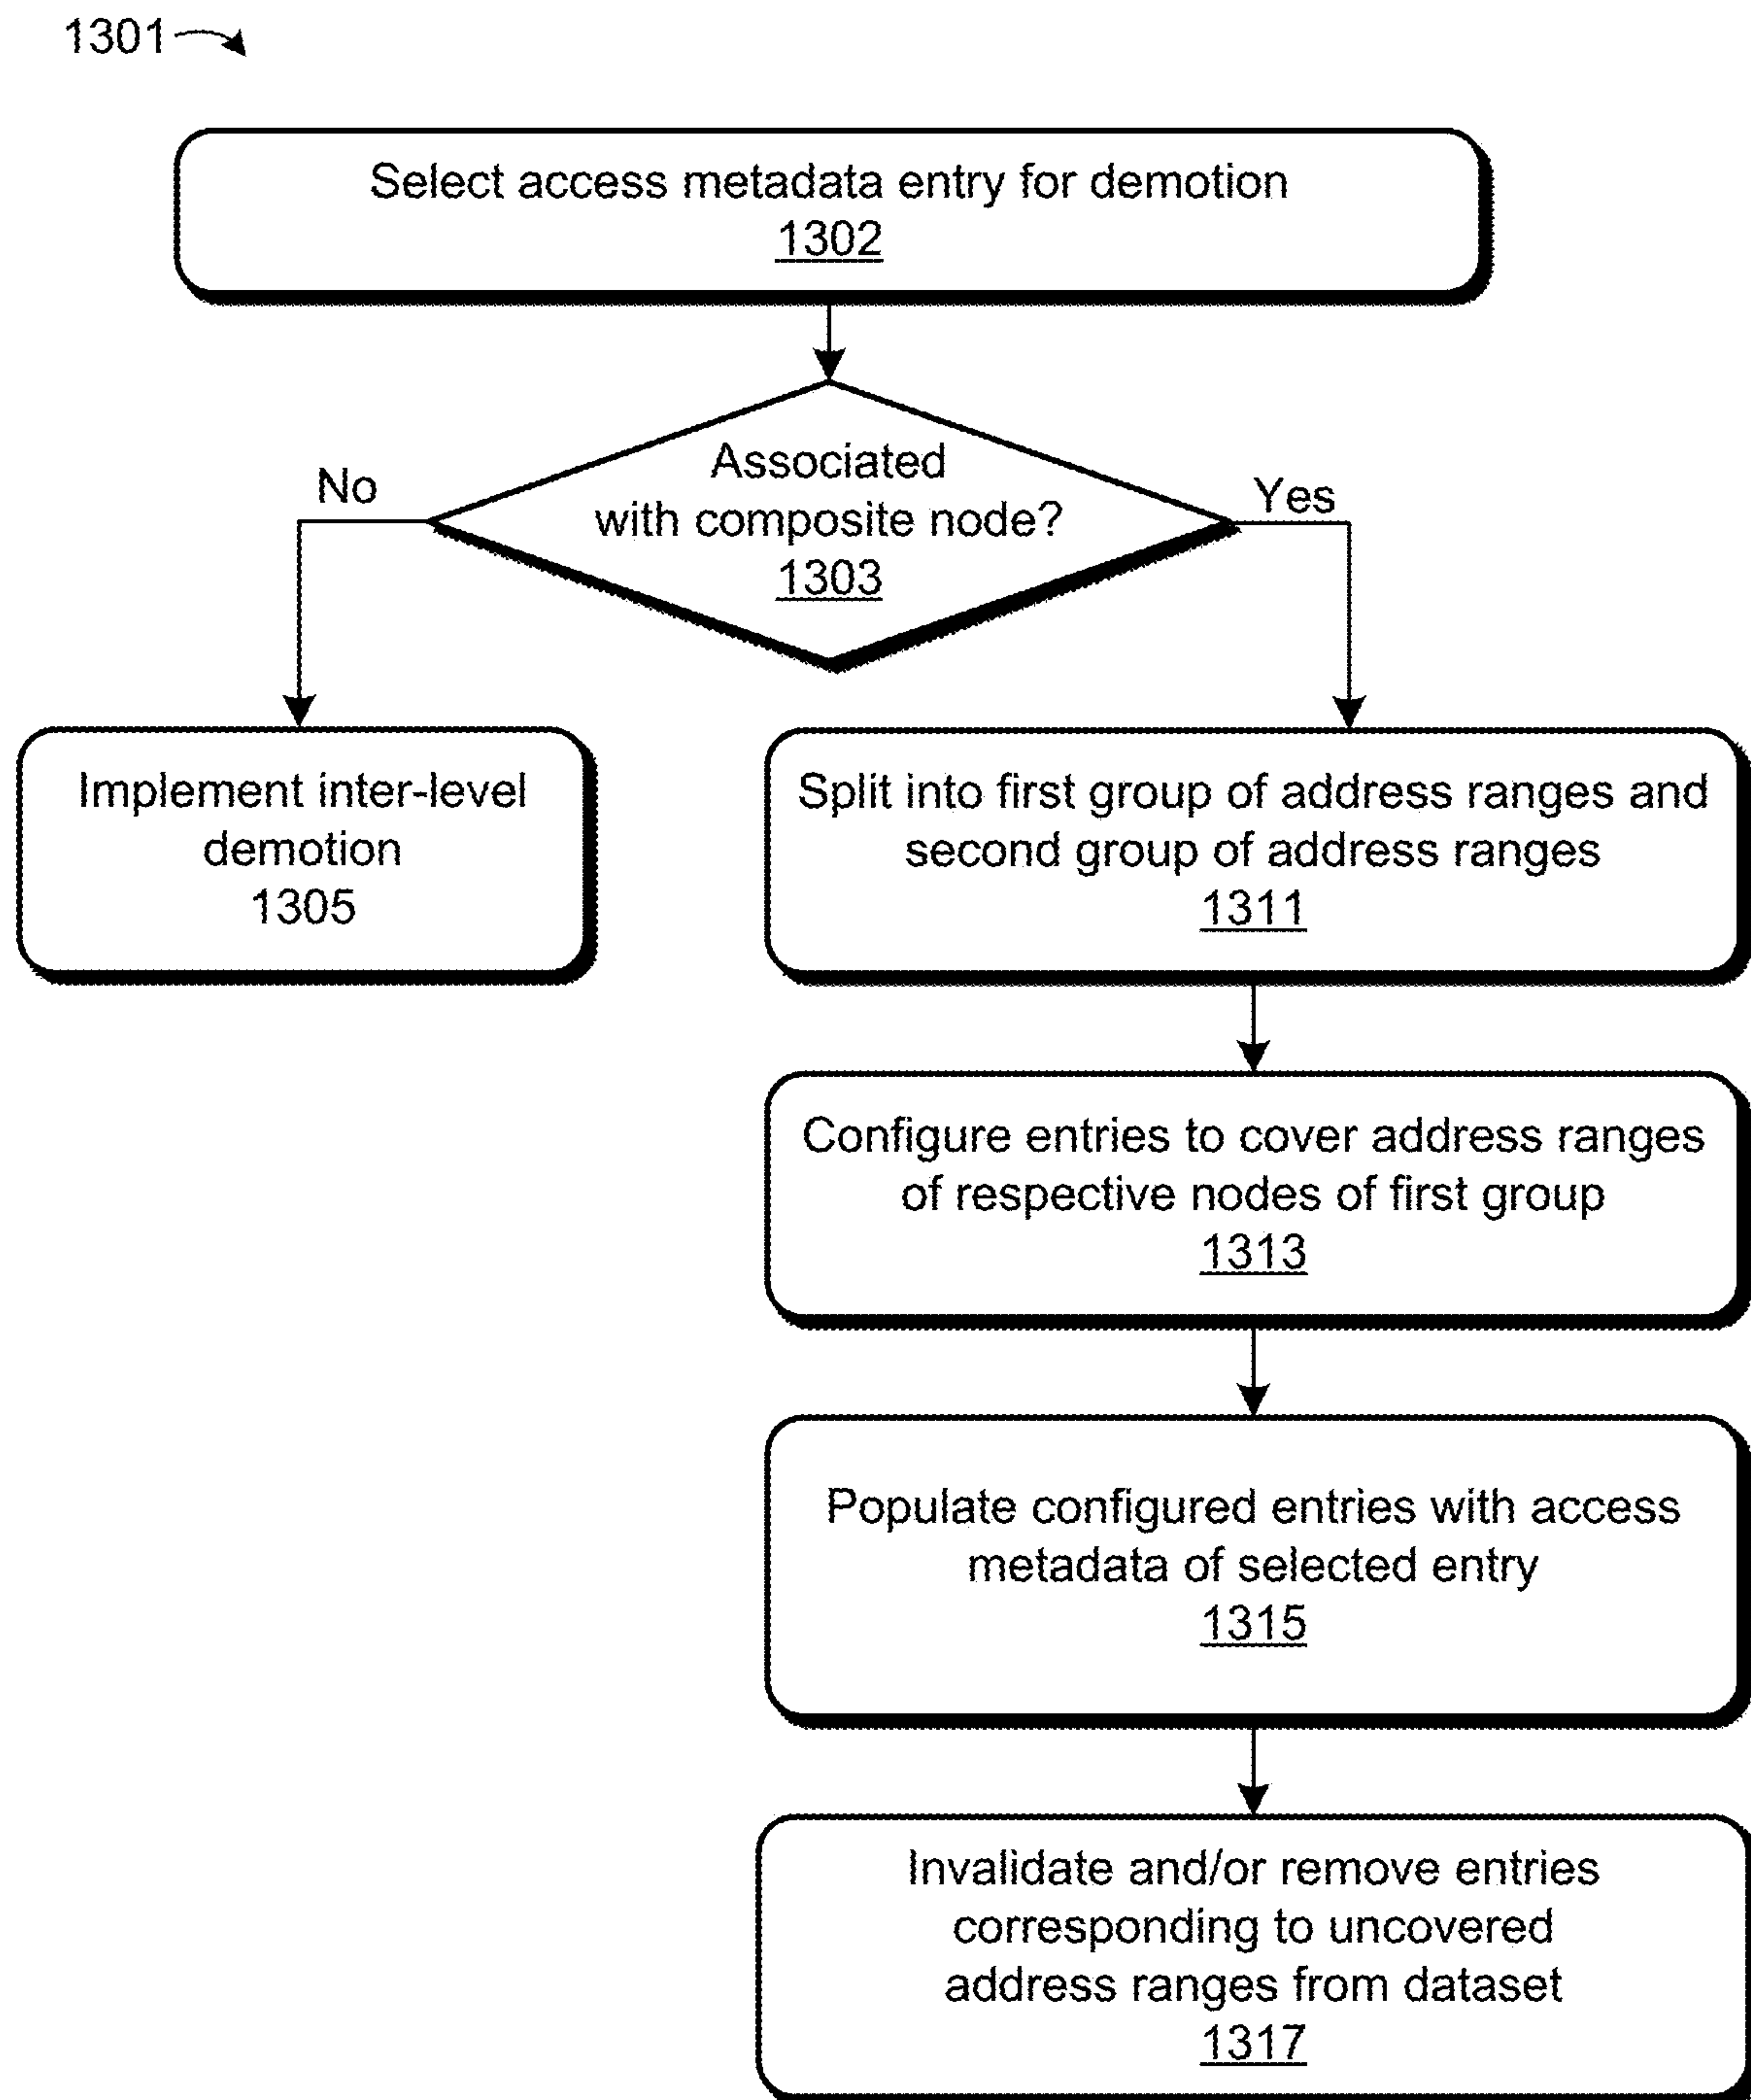 1301
Select access metadata entry for demotion
1302
Associated
with composite node?
1303
No
Yes
Implement inter-level
demotion
1305
Split into first group of address ranges and
second group of address ranges
1311
Configure entries to cover address ranges
of respective nodes of first group
1313
Populate configured entries with access
metadata of selected entry
1315
Invalidate and/or remove entries
corresponding to uncovered
address ranges from dataset
1317